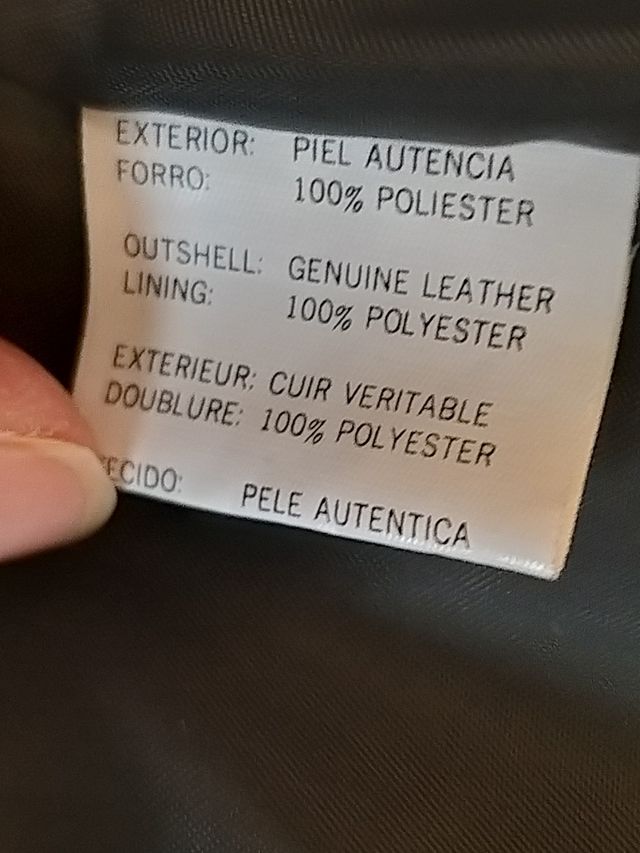 EXTERIOR: PIEL AUTENCIA
FORRO: 100% POLIESTER
OUTSHELL: GENUINE LEATHER
LINING: 100% POLYESTER
EXTERIEUR: CUIR VERITABLE
DOUBLURE: 100% POLYESTER
ECIDO: PELE AUTENTICA